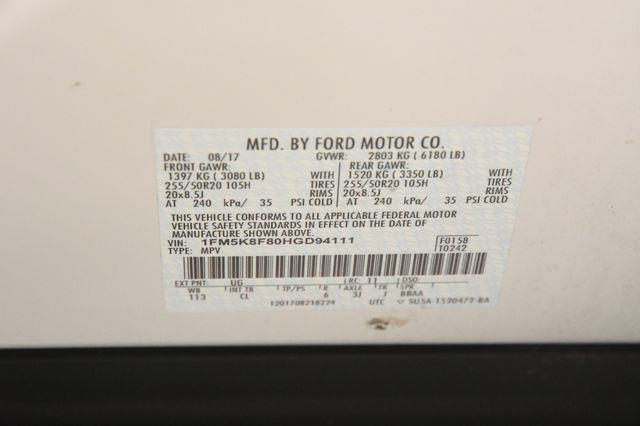 MFD. BY FORD MOTOR CO.
DATE: 08/17 GVWR: 2803 KG ( 6180 LB)
FRONT GAWR: REAR GAWR:
1397 KG ( 3080 LB) WITH 1520 KG ( 3350 LB) WITH
255/50R20 105H TIRES 255/50R20 105H TIRES
20x8.5J RIMS 20x8.5J RIMS
AT 240 kPa/ 35 PSI COLD AT 240 kPa/ 35 PSI COLD
THIS VEHICLE CONFORMS TO ALL APPLICABLE FEDERAL MOTOR
VEHICLE SAFETY STANDARDS IN EFFECT ON THE DATE OF
MANUFACTURE SHOWN ABOVE.
VIN: 1FM5K8F80HGD94111 F0158
TYPE: MPV T0242
EXT PNT: UG RC: 11 DSO:
WB INT TR TP/PS R AXLE TR SPR
113 CL 6 3J J BBAA
1201708218224 UTC ▽ 5U5A-1520472-BA